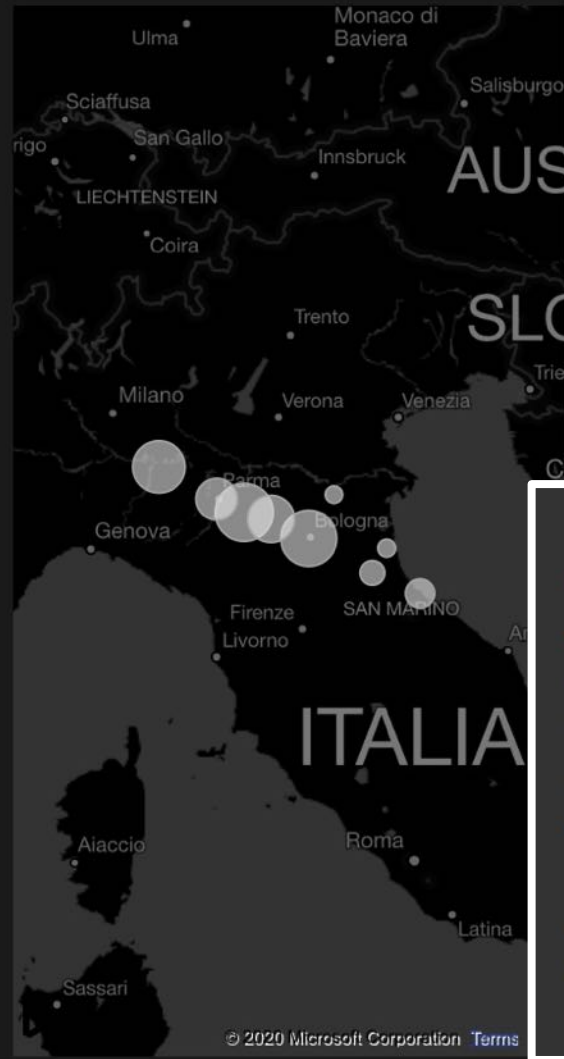 Monaco di
Baviera
Ulma
Salisburgo
Sciaffusa
San Gallo
rigo
Innsbruck
AUS
LIECHTENSTEIN
Coira
Trento
SLO
Trie
Milano
Verona
Venezia
C
Parma
Bologna
Genova
SAN MARINO
Firenze
Livorno
An
ITALIA
Roma
Aiaccio
Latina
Sassari
© 2020 Microsoft Corporation Terms